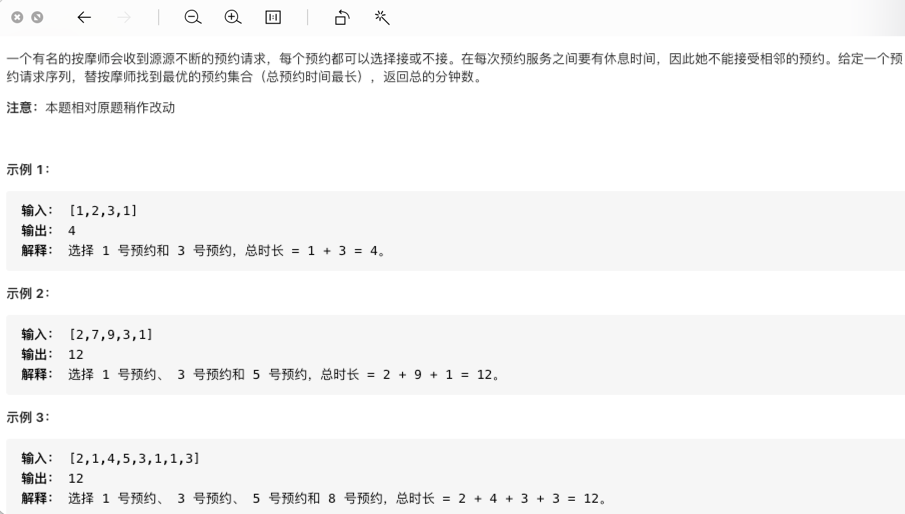 一个有名的按摩师会收到源源不断的预约请求，每个预约都可以选择接或不接。在每次预约服务之间要有休息时间，因此她不能接受相邻的预约。给定一个预
约请求序列，替按摩师找到最优的预约集合（总预约时间最长），返回总的分钟数。
注意：本题相对原题稍作改动
示例 1：
输入： [1,2,3,1]
输出： 4
解释： 选择 1 号预约和 3 号预约，总时长 = 1 + 3 = 4。
示例 2：
输入： [2,7,9,3,1]
输出： 12
解释： 选择 1 号预约、 3 号预约和 5 号预约，总时长 = 2 + 9 + 1 = 12。
示例 3：
输入： [2,1,4,5,3,1,1,3]
输出： 12
解释： 选择 1 号预约、 3 号预约、 5 号预约和 8 号预约，总时长 = 2 + 4 + 3 + 3 = 12。